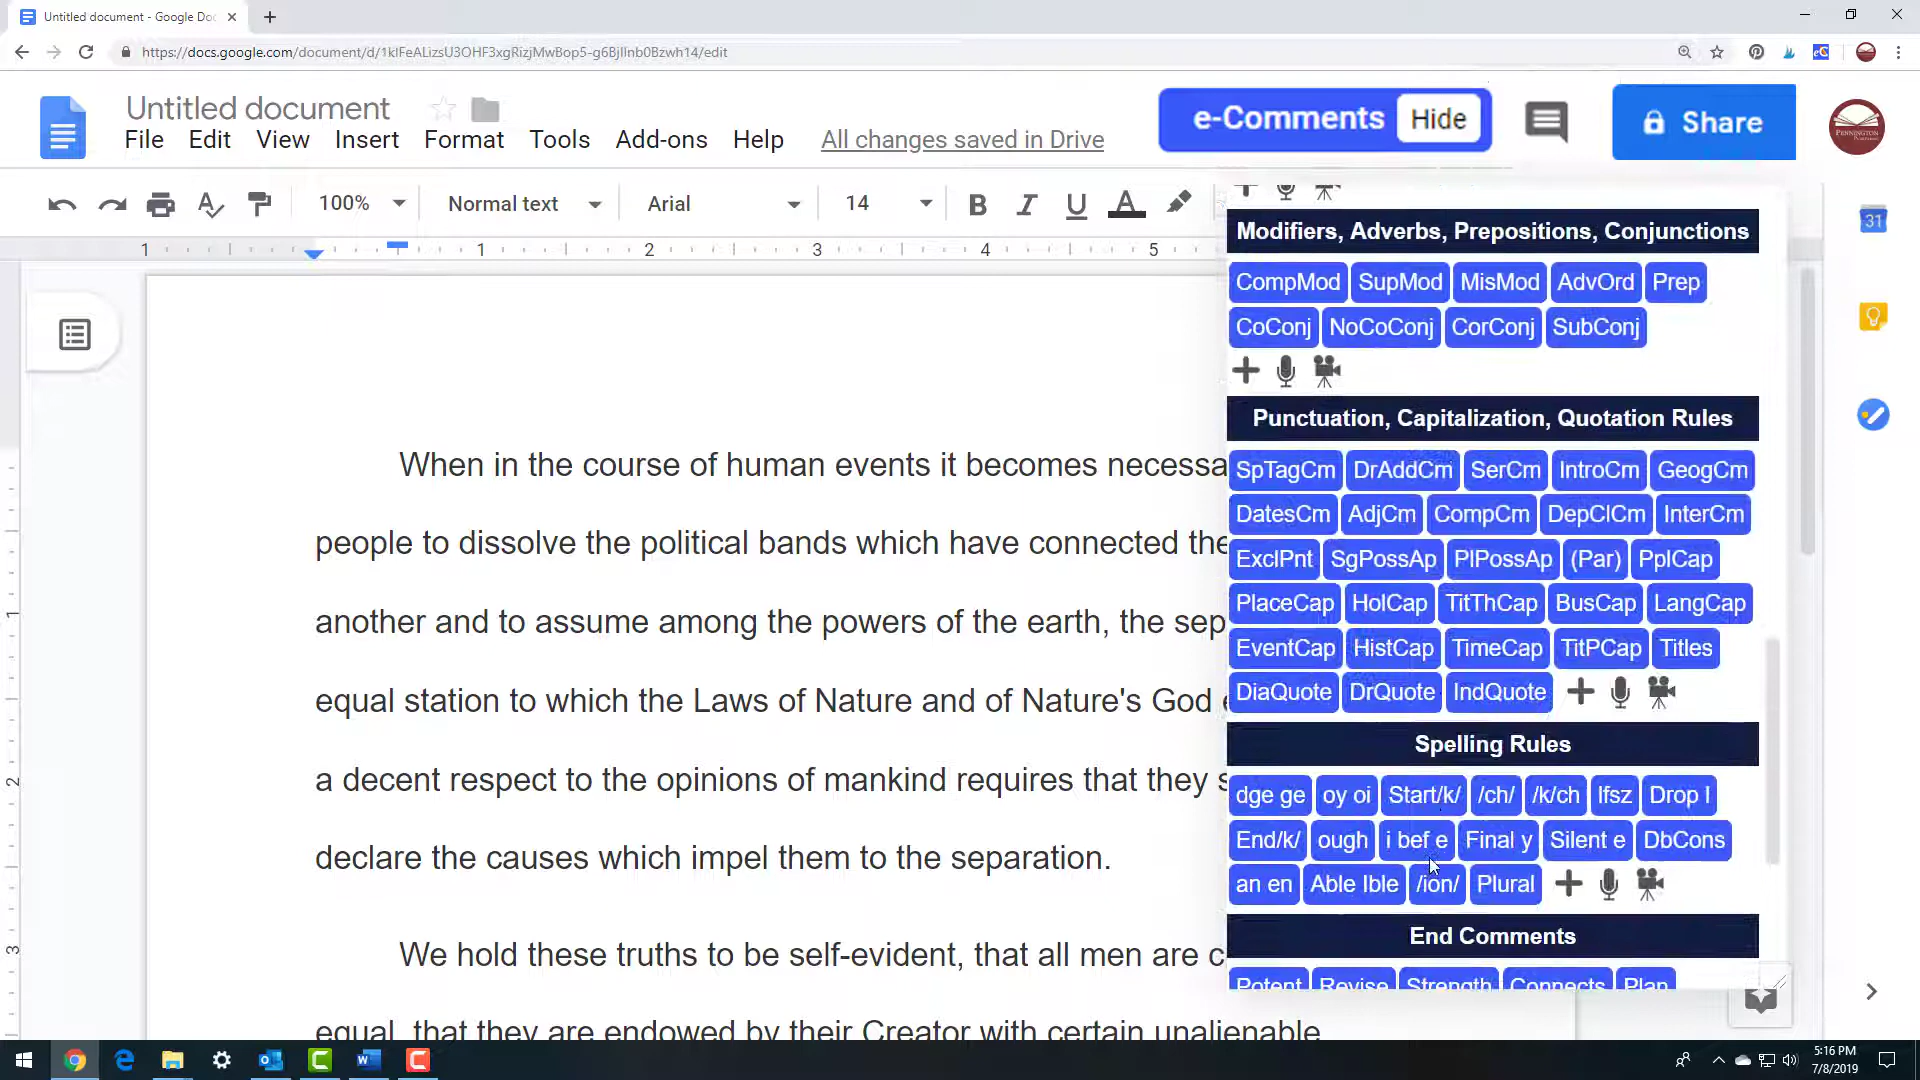 Untitled document - Google Doc
https://docs.google.com/document/d/1kIFeALizsU3OHF3xgRizjMwBop5-g6BjIlnb0Bzwh14/edit
Untitled document
File Edit View Insert Format Tools Add-ons Help All changes saved in Drive
e-Comments Hide
Share
100% Normal text Arial 14 B I U A
1 1 2 3 4 5
31
Modifiers, Adverbs, Prepositions, Conjunctions
CompMod SupMod MisMod AdvOrd Prep
CoConj NoCoConj CorConj SubConj
Punctuation, Capitalization, Quotation Rules
SpTagCm DrAddCm SerCm IntroCm GeogCm
DatesCm AdjCm CompCm DepClCm InterCm
ExclPnt SgPossAp PlPossAp (Par) PplCap
PlaceCap HolCap TitThCap BusCap LangCap
EventCap HistCap TimeCap TitPCap Titles
DiaQuote DrQuote IndQuote
Spelling Rules
dge ge oy oi Start/k/ /ch/ /k/ch lfsz Drop l
End/k/ ough i bef e Final y Silent e DbCons
an en Able Ible /ion/ Plural
End Comments
Potent Revise Strength Connects Plan
When in the course of human events it becomes necessa
people to dissolve the political bands which have connected the
another and to assume among the powers of the earth, the sep
equal station to which the Laws of Nature and of Nature's God e
a decent respect to the opinions of mankind requires that they s
declare the causes which impel them to the separation.
We hold these truths to be self-evident, that all men are c
equal, that they are endowed by their Creator with certain unalienable
1
2
3
5:16 PM
7/8/2019